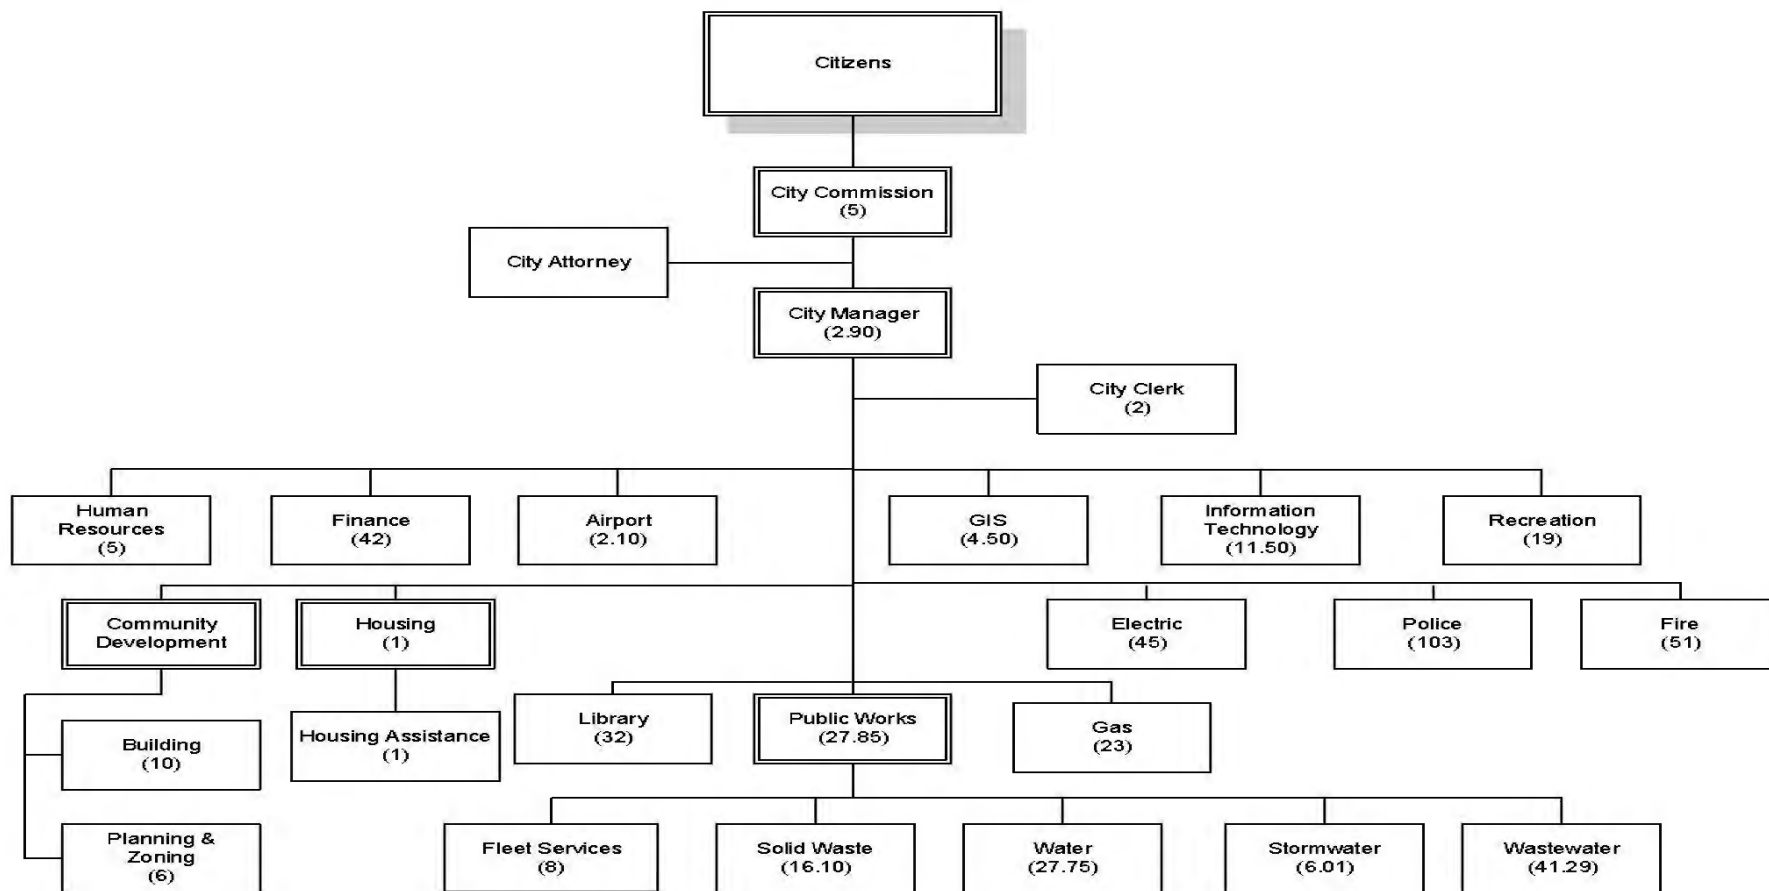 Citizens
City Commission
(5)
City Attorney
City Manager
(2.90)
City Clerk
(2)
Human
Resources
(5)
Finance
(42)
Airport
(2.10)
GIS
(4.50)
Information
Technology
(11.50)
Recreation
(19)
Community
Development
Housing
(1)
Electric
(45)
Police
(103)
Fire
(51)
Library
(32)
Public Works
(27.85)
Gas
(23)
Building
(10)
Housing Assistance
(1)
Planning &
Zoning
(6)
Fleet Services
(8)
Solid Waste
(16.10)
Water
(27.75)
Stormwater
(6.01)
Wastewater
(41.29)